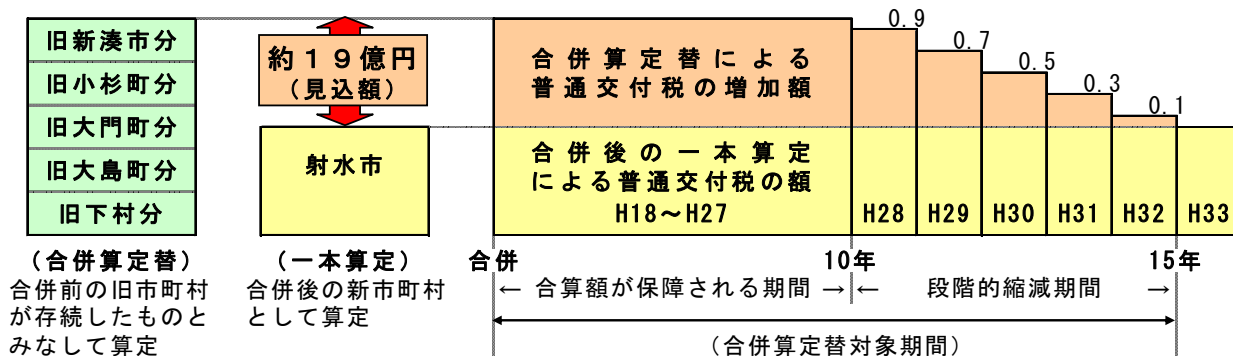 旧新湊市分
旧小杉町分
旧大門町分
旧大島町分
旧下村分
（合併算定替）
合併前の旧市町村
が存続したものと
みなして算定
約１９億円
（見込額）
射水市
（一本算定）
合併後の新市町村
として算定
合併算定替による
普通交付税の増加額
合併後の一本算定
による普通交付税の額
H18～H27
0.9
0.7
0.5
0.3
0.1
H28
H29
H30
H31
H32
H33
合併
10年
15年
← 合算額が保障される期間 →
← 段階的縮減期間 →
（合併算定替対象期間）